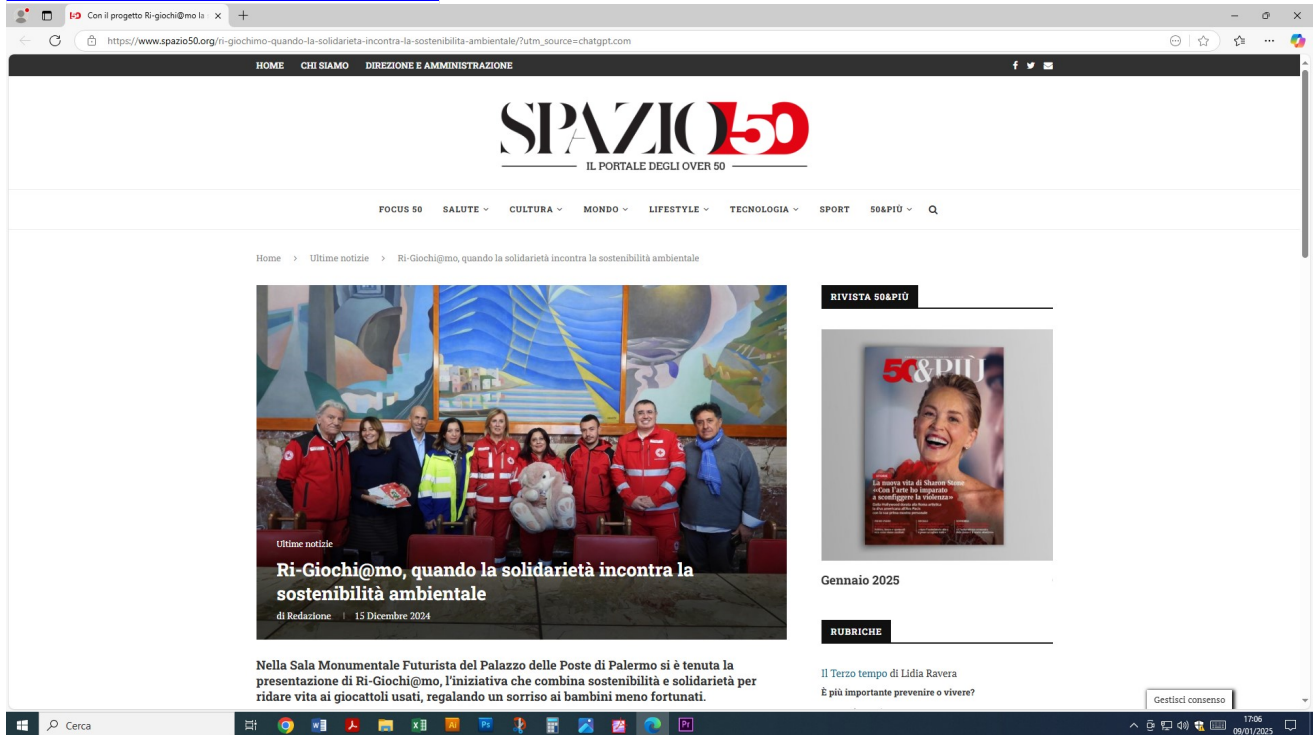 Con il progetto Ri-giochi@mo la
https://www.spazio50.org/ri-giochimo-quando-la-solidarieta-incontra-la-sostenibilita-ambientale/?utm_source=chatgpt.com
HOME CHI SIAMO DIREZIONE E AMMINISTRAZIONE
SPAZIO50
IL PORTALE DEGLI OVER 50
FOCUS 50 SALUTE CULTURA MONDO LIFESTYLE TECNOLOGIA SPORT 50&PIÙ
Home > Ultime notizie > Ri-Giochi@mo, quando la solidarietà incontra la sostenibilità ambientale
Ultime notizie
Ri-Giochi@mo, quando la solidarietà incontra la
sostenibilità ambientale
di Redazione | 15 Dicembre 2024
Nella Sala Monumentale Futurista del Palazzo delle Poste di Palermo si è tenuta la
presentazione di Ri-Giochi@mo, l'iniziativa che combina sostenibilità e solidarietà per
ridare vita ai giocattoli usati, regalando un sorriso ai bambini meno fortunati.
RIVISTA 50&PIÙ
50&PIÙ
La nuova vita di Sharon Stone
«Con l'arte ho imparato
a sconfiggere la violenza»
Gennaio 2025
RUBRICHE
Il Terzo tempo di Lidia Ravera
È più importante prevenire o vivere?
Gestisci consenso
Cerca
17:06
09/01/2025